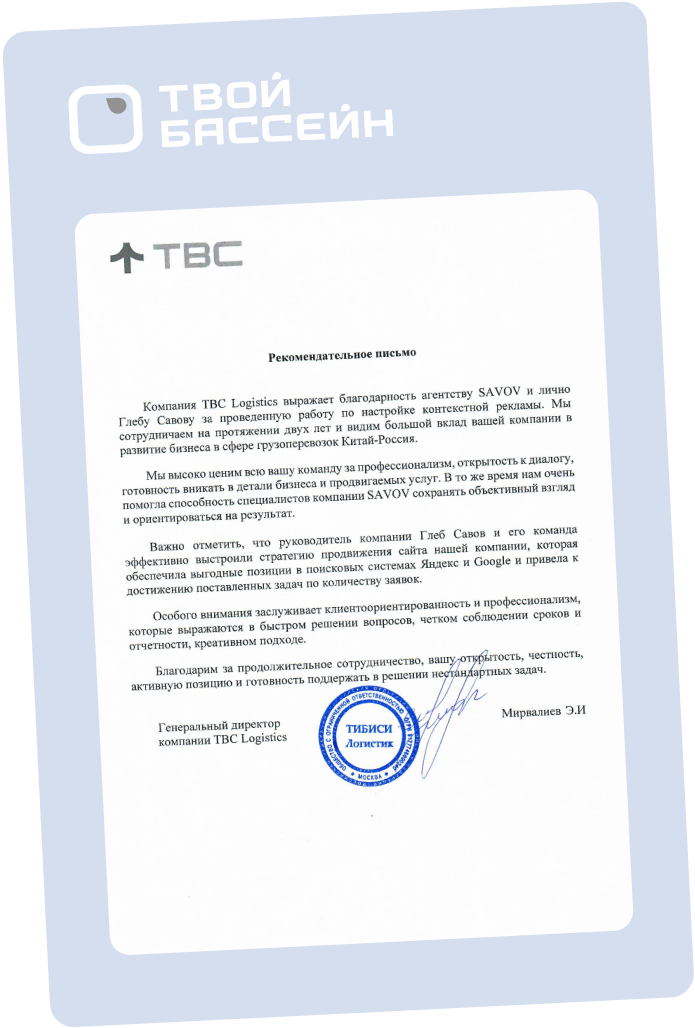 ТВОЙ
БАССЕЙН
ТВС
Рекомендательное письмо
Компания TBC Logistics выражает благодарность агентству SAVOV и лично
Глебу Савову за проведенную работу по настройке контекстной рекламы. Мы
сотрудничаем на протяжении двух лет и видим большой вклад вашей компании в
развитие бизнеса в сфере грузоперевозок Китай-Россия.
Мы высоко ценим всю вашу команду за профессионализм, открытость к диалогу,
готовность вникать в детали бизнеса и продвигаемых услуг. В то же время нам очень
помогла способность специалистов компании SAVOV сохранять объективный взгляд
и ориентироваться на результат.
Важно отметить, что руководитель компании Глеб Савов и его команда
эффективно выстроили стратегию продвижения сайта нашей компании, которая
обеспечила выгодные позиции в поисковых системах Яндекс и Google и привела к
достижению поставленных задач по количеству заявок.
Особого внимания заслуживает клиентоориентированность и профессионализм,
которые выражаются в быстром решении вопросов, четком соблюдении сроков и
отчетности, креативном подходе.
Благодарим за продолжительное сотрудничество, вашу открытость, честность,
активную позицию и готовность поддержать в решении нестандартных задач.
Генеральный директор
компании TBC Logistics
ОБЩЕСТВО С ОГРАНИЧЕННОЙ ОТВЕТСТВЕННОСТЬЮ
ТИБИСИ
Логистик
МОСКВА
Мирвалиев Э.И